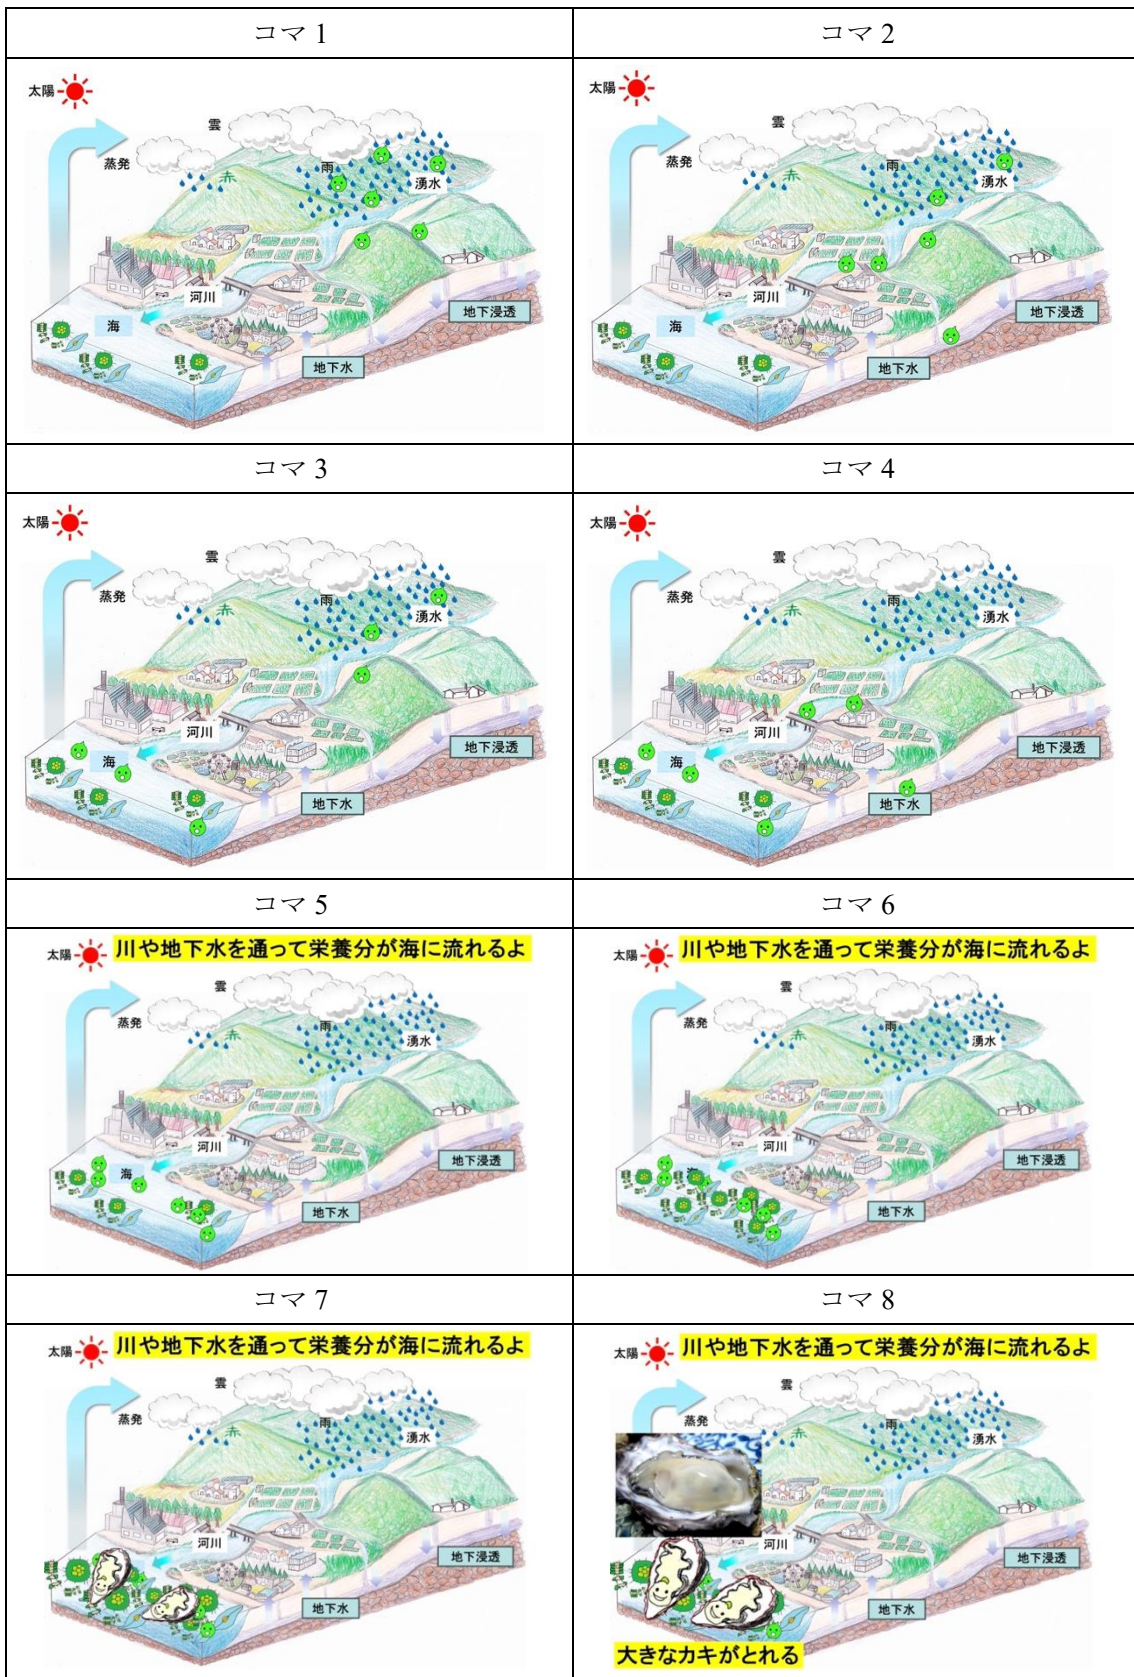 コマ 1
コマ 2
太陽
雲
蒸発
雨
湧水
河川
海
地下浸透
地下水
太陽
雲
蒸発
雨
湧水
河川
海
地下浸透
地下水
コマ 3
コマ 4
太陽
雲
蒸発
雨
湧水
河川
海
地下浸透
地下水
太陽
雲
蒸発
雨
湧水
河川
海
地下浸透
地下水
コマ 5
コマ 6
川や地下水を通って栄養分が海に流れるよ
太陽
雲
蒸発
雨
湧水
河川
海
地下浸透
地下水
川や地下水を通って栄養分が海に流れるよ
太陽
雲
蒸発
雨
湧水
河川
海
地下浸透
地下水
コマ 7
コマ 8
川や地下水を通って栄養分が海に流れるよ
太陽
雲
蒸発
雨
湧水
河川
地下浸透
地下水
川や地下水を通って栄養分が海に流れるよ
太陽
雲
蒸発
雨
湧水
河川
地下浸透
地下水
大きなカキがとれる